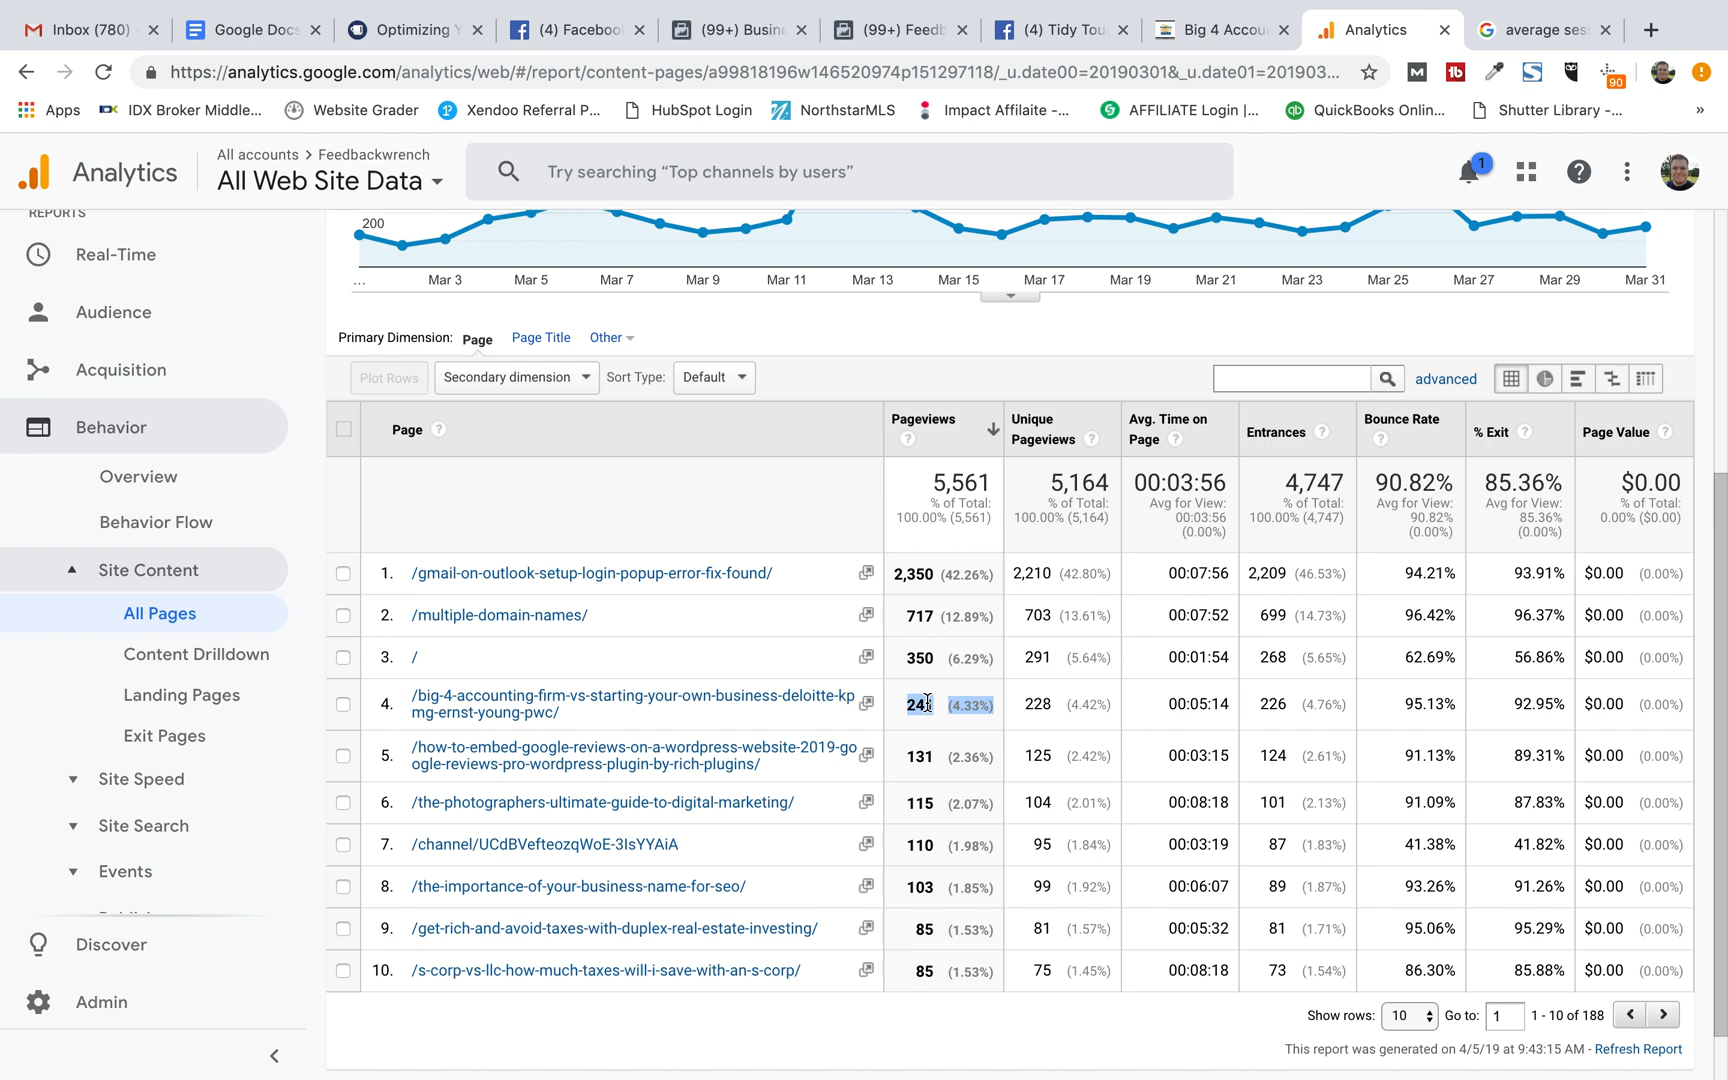 Inbox (780)
Google Docs
Optimizing Y
(4) Faceboo
(99+) Busin
(99+) Feedb
(4) Tidy Tou
Big 4 Accou
Analytics
average ses
https://analytics.google.com/analytics/web/#/report/content-pages/a99818196w146520974p151297118/_u.date00=20190301&_u.date01=201903...
90
Apps
IDX Broker Middle...
Website Grader
Xendoo Referral P...
HubSpot Login
NorthstarMLS
Impact Affilaite -...
AFFILIATE Login |...
QuickBooks Onlin...
Shutter Library -...
»
Analytics
All accounts > Feedbackwrench
All Web Site Data
Try searching “Top channels by users”
1
REPORTS
Real-Time
Audience
Acquisition
Behavior
Overview
Behavior Flow
Site Content
All Pages
Content Drilldown
Landing Pages
Exit Pages
Site Speed
Site Search
Events
Discover
Admin
200
... Mar 3 Mar 5 Mar 7 Mar 9 Mar 11 Mar 13 Mar 15 Mar 17 Mar 19 Mar 21 Mar 23 Mar 25 Mar 27 Mar 29 Mar 31
Primary Dimension: Page Page Title Other
Plot Rows Secondary dimension Sort Type: Default advanced
Page Pageviews Unique Pageviews Avg. Time on Page Entrances Bounce Rate % Exit Page Value
5,561 5,164 00:03:56 4,747 90.82% 85.36% $0.00
% of Total: % of Total: Avg for View: % of Total: Avg for View: Avg for View: % of Total:
100.00% (5,561) 100.00% (5,164) 00:03:56 100.00% (4,747) 90.82% 85.36% 0.00% ($0.00)
(0.00%) (0.00%) (0.00%)
1. /gmail-on-outlook-setup-login-popup-error-fix-found/ 2,350 (42.26%) 2,210 (42.80%) 00:07:56 2,209 (46.53%) 94.21% 93.91% $0.00 (0.00%)
2. /multiple-domain-names/ 717 (12.89%) 703 (13.61%) 00:07:52 699 (14.73%) 96.42% 96.37% $0.00 (0.00%)
3. / 350 (6.29%) 291 (5.64%) 00:01:54 268 (5.65%) 62.69% 56.86% $0.00 (0.00%)
4. /big-4-accounting-firm-vs-starting-your-own-business-deloitte-kp
mg-ernst-young-pwc/ (4.33%) 228 (4.42%) 00:05:14 226 (4.76%) 95.13% 92.95% $0.00 (0.00%)
5. /how-to-embed-google-reviews-on-a-wordpress-website-2019-go
ogle-reviews-pro-wordpress-plugin-by-rich-plugins/ 131 (2.36%) 125 (2.42%) 00:03:15 124 (2.61%) 91.13% 89.31% $0.00 (0.00%)
6. /the-photographers-ultimate-guide-to-digital-marketing/ 115 (2.07%) 104 (2.01%) 00:08:18 101 (2.13%) 91.09% 87.83% $0.00 (0.00%)
7. /channel/UCdBVefteozqWoE-3IsYYAiA 110 (1.98%) 95 (1.84%) 00:03:19 87 (1.83%) 41.38% 41.82% $0.00 (0.00%)
8. /the-importance-of-your-business-name-for-seo/ 103 (1.85%) 99 (1.92%) 00:06:07 89 (1.87%) 93.26% 91.26% $0.00 (0.00%)
9. /get-rich-and-avoid-taxes-with-duplex-real-estate-investing/ 85 (1.53%) 81 (1.57%) 00:05:32 81 (1.71%) 95.06% 95.29% $0.00 (0.00%)
10. /s-corp-vs-llc-how-much-taxes-will-i-save-with-an-s-corp/ 85 (1.53%) 75 (1.45%) 00:08:18 73 (1.54%) 86.30% 85.88% $0.00 (0.00%)
Show rows: 10 Go to: 1 1 - 10 of 188
This report was generated on 4/5/19 at 9:43:15 AM - Refresh Report